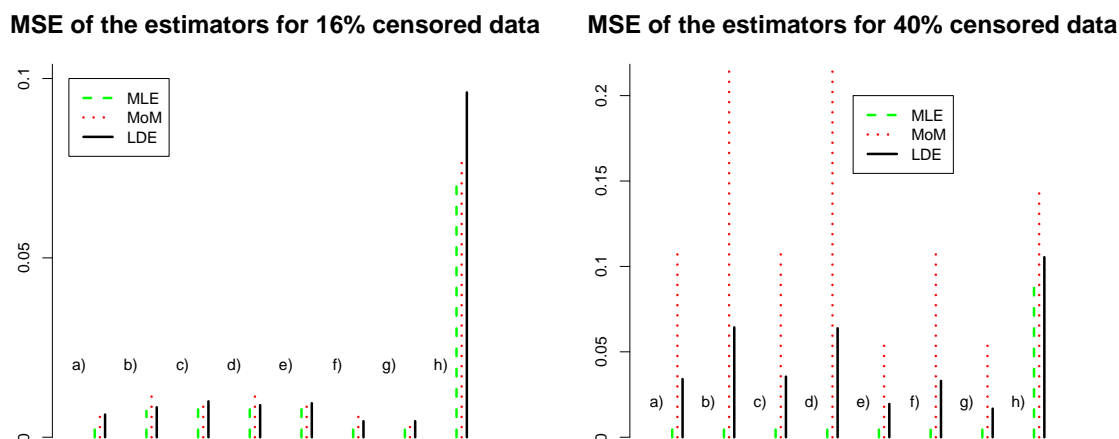 MSE of the estimators for 16% censored data
0.1
0.05
0
MLE
MoM
LDE
a) b) c) d) e) f) g) h)
MSE of the estimators for 40% censored data
0.2
0.15
0.1
0.05
0
MLE
MoM
LDE
a) b) c) d) e) f) g) h)